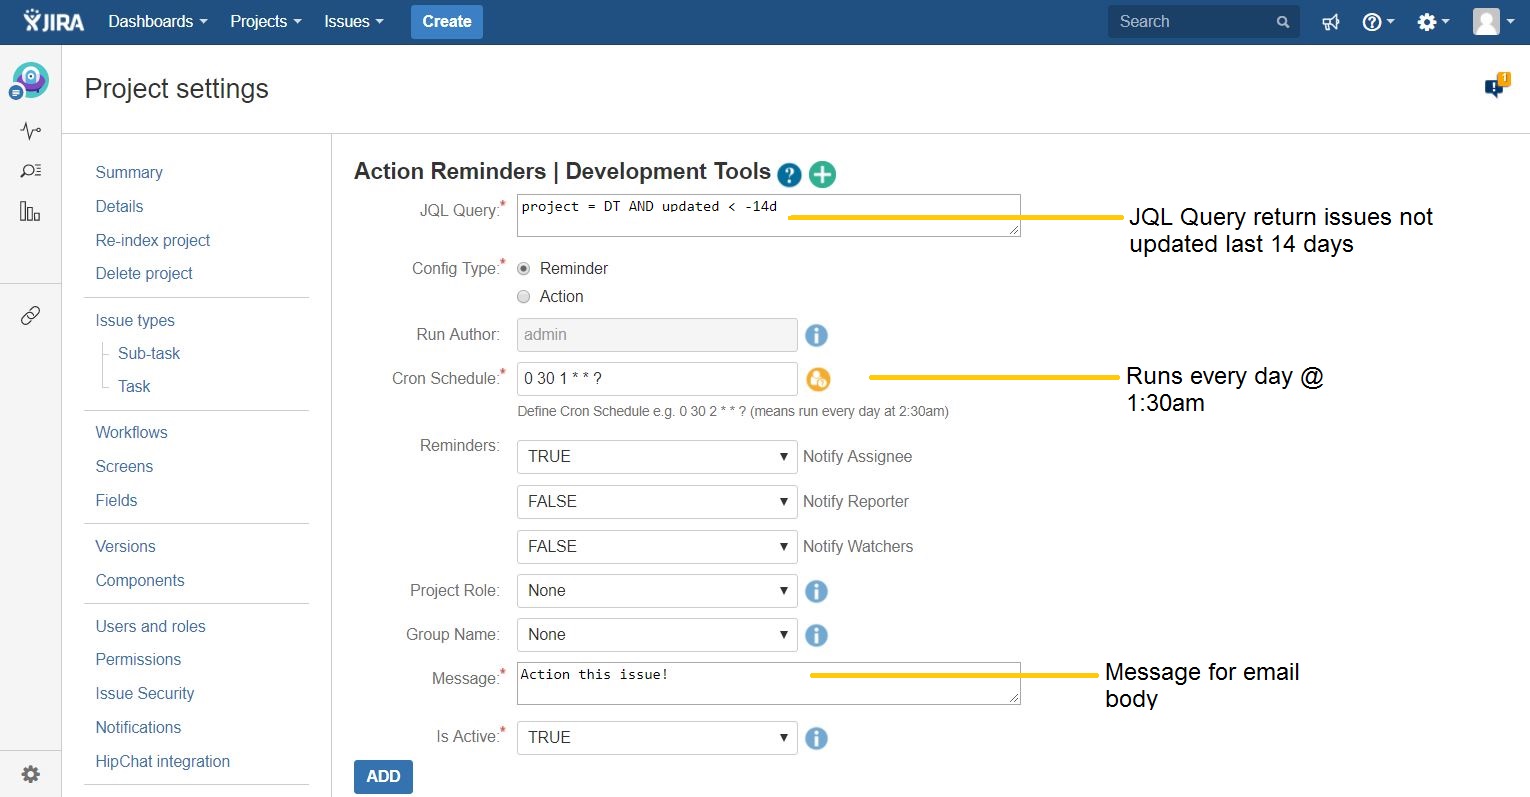 JIRA Dashboards Projects Issues Create Search
Project settings
1
Summary
Details
Re-index project
Delete project
Issue types
Sub-task
Task
Workflows
Screens
Fields
Versions
Components
Users and roles
Permissions
Issue Security
Notifications
HipChat integration
Action Reminders | Development Tools
JQL Query:* project = DT AND updated < -14d
JQL Query return issues not
updated last 14 days
Config Type:* Reminder
Action
Run Author: admin
Cron Schedule:* 0 30 1 * * ?
Runs every day @
1:30am
Define Cron Schedule e.g. 0 30 2 * * ? (means run every day at 2:30am)
Reminders: TRUE Notify Assignee
FALSE Notify Reporter
FALSE Notify Watchers
Project Role: None
Group Name: None
Message:* Action this issue!
Message for email
body
Is Active:* TRUE
ADD